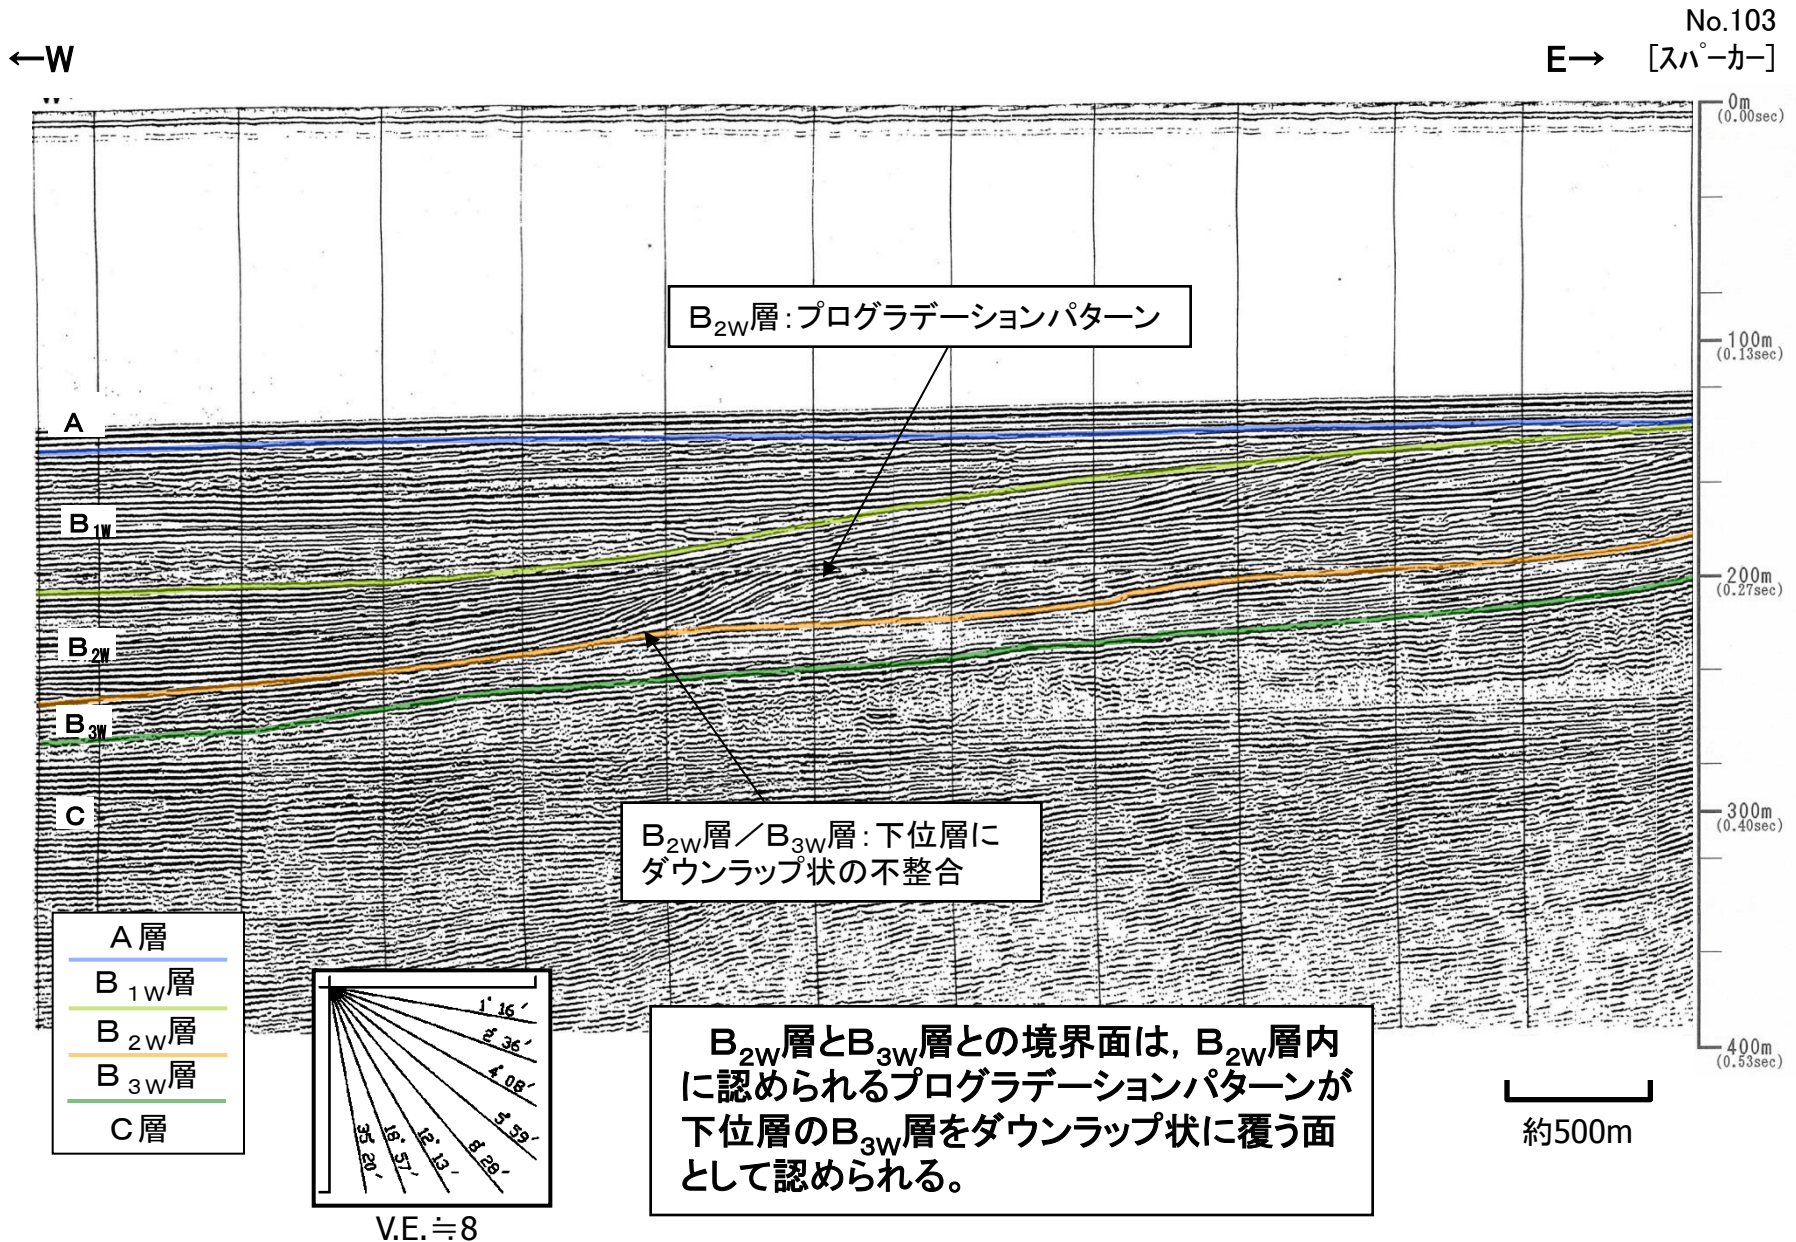 No.103
←W
E→
[スパーカー]
W
0m
(0.00sec)
B2W層：プログラデーションパターン
100m
(0.13sec)
A
B1W
200m
(0.27sec)
B2W
B3W
C
300m
(0.40sec)
B2W層／B3W層：下位層に
ダウンラップ状の不整合
A層
B1W層
B2W層
B3W層
C層
1°16′
2°36′
4°08′
5°59′
8°28′
12°13′
18°57′
35°20′
V.E.≒8
B2W層とB3W層との境界面は，B2W層内
に認められるプログラデーションパターンが
下位層のB3W層をダウンラップ状に覆う面
として認められる。
400m
(0.53sec)
約500m